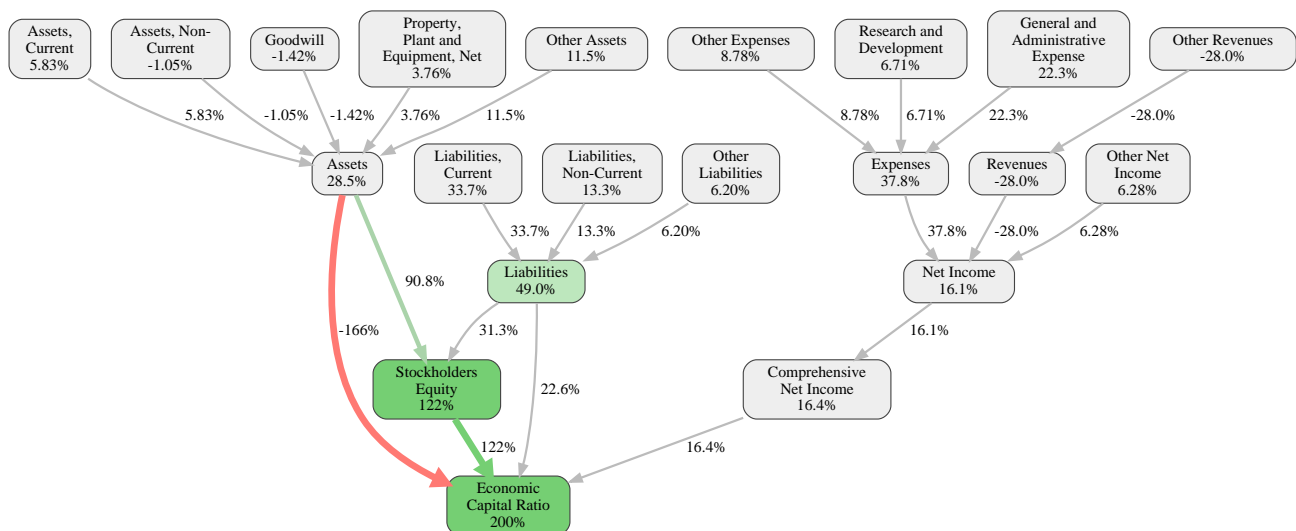 Assets,
Current
5.83%
Assets, Non-
Current
-1.05%
Goodwill
-1.42%
Property,
Plant and
Equipment, Net
3.76%
Other Assets
11.5%
Other Expenses
8.78%
Research and
Development
6.71%
General and
Administrative
Expense
22.3%
Other Revenues
-28.0%
5.83%
-1.05%
-1.42%
3.76%
11.5%
8.78%
6.71%
22.3%
-28.0%
Assets
28.5%
Liabilities,
Current
33.7%
Liabilities,
Non-Current
13.3%
Other
Liabilities
6.20%
Expenses
37.8%
Revenues
-28.0%
Other Net
Income
6.28%
33.7%
13.3%
6.20%
37.8%
-28.0%
6.28%
Liabilities
49.0%
Net Income
16.1%
90.8%
-166%
31.3%
16.1%
Stockholders
Equity
122%
22.6%
Comprehensive
Net Income
16.4%
122%
16.4%
Economic
Capital Ratio
200%